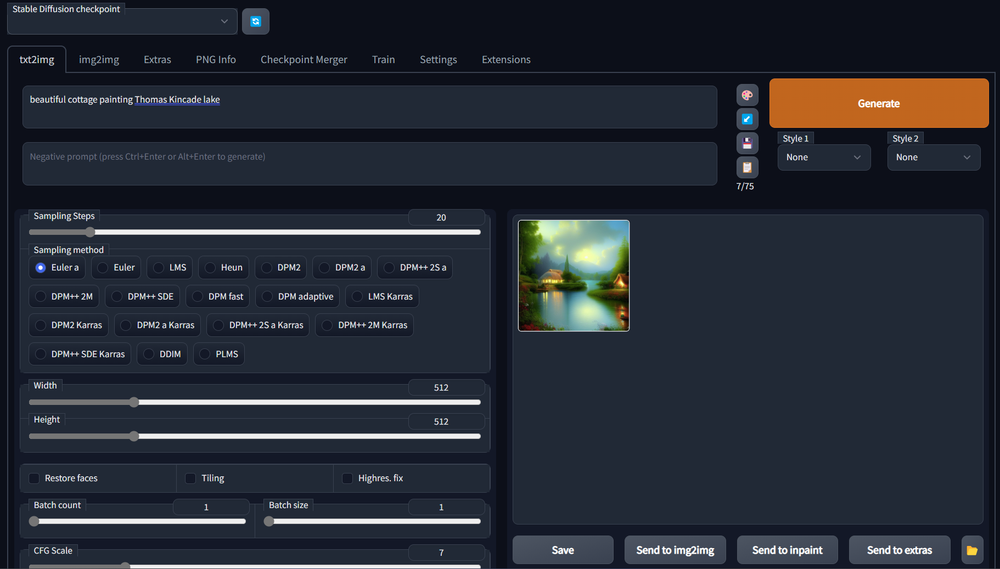 Stable Diffusion checkpoint
txt2img img2img Extras PNG Info Checkpoint Merger Train Settings Extensions
beautiful cottage painting Thomas Kincade lake
Generate
Negative prompt (press Ctrl+Enter or Alt+Enter to generate)
Style 1 Style 2
None None
7/75
Sampling Steps 20
Sampling method
Euler a Euler LMS Heun DPM2 DPM2 a DPM++ 2S a
DPM++ 2M DPM++ SDE DPM fast DPM adaptive LMS Karras
DPM2 Karras DPM2 a Karras DPM++ 2S a Karras DPM++ 2M Karras
DPM++ SDE Karras DDIM PLMS
Width 512
Height 512
Restore faces Tiling Highres. fix
Batch count 1 Batch size 1
CFG Scale 7
Save Send to img2img Send to inpaint Send to extras